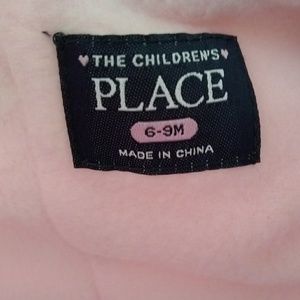 THE CHILDREN'S
PLACE
6-9M
MADE IN CHINA